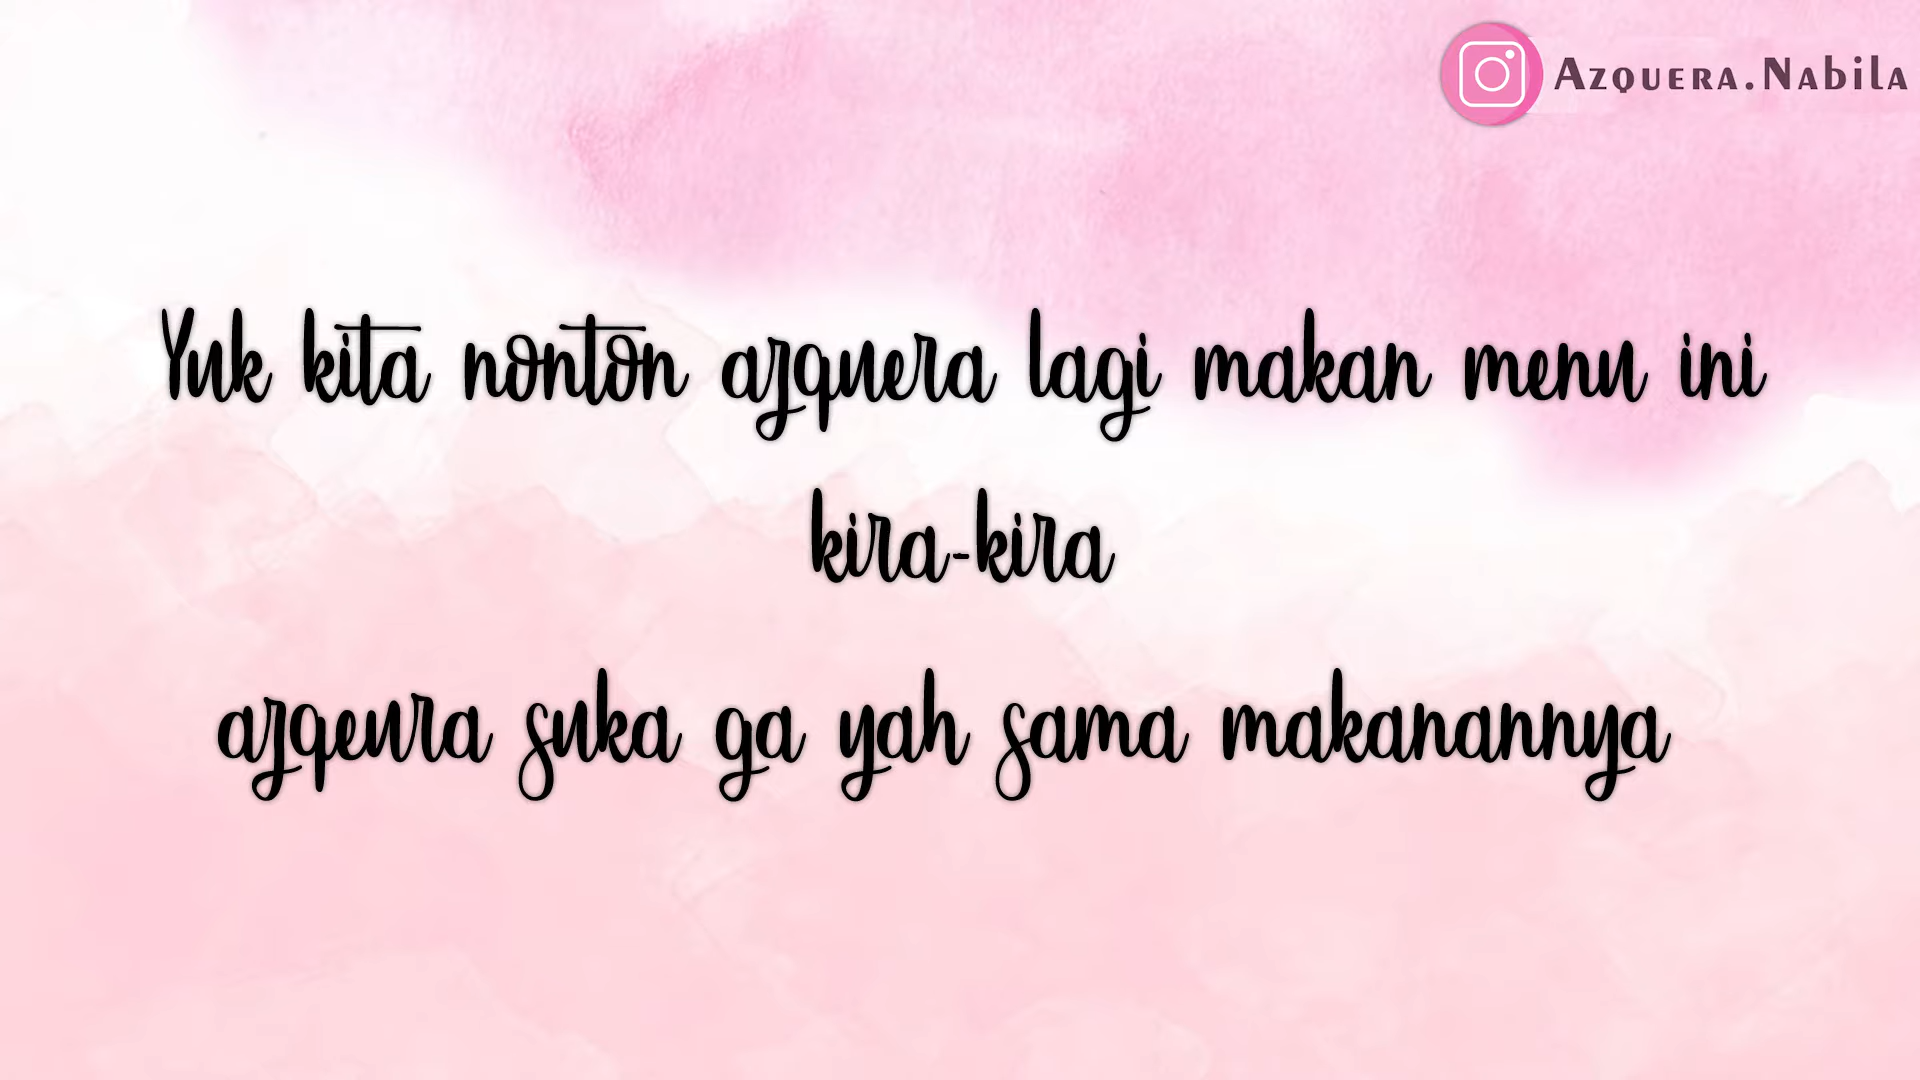 Azquera.Nabila
Yuk kita nonton azquera lagi makan menu ini
kira-kira
azqeura suka ga yah sama makanannya